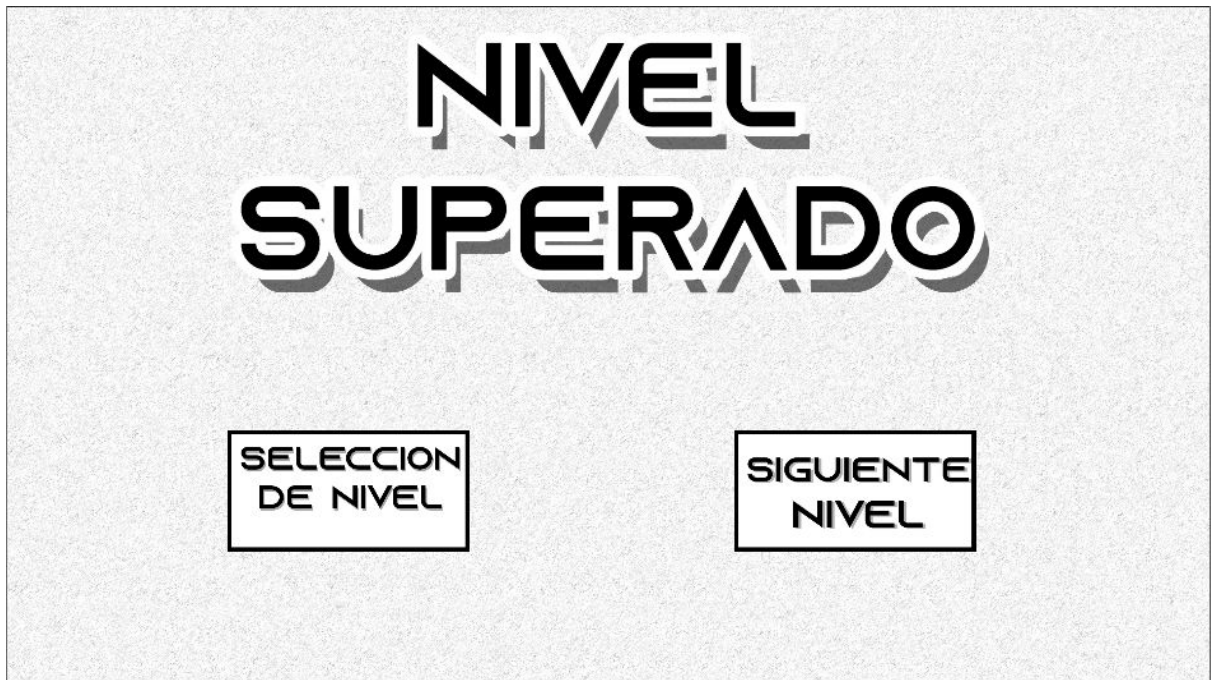 NIVEL
SUPERADO
SELECCION
DE NIVEL
SIGUIENTE
NIVEL